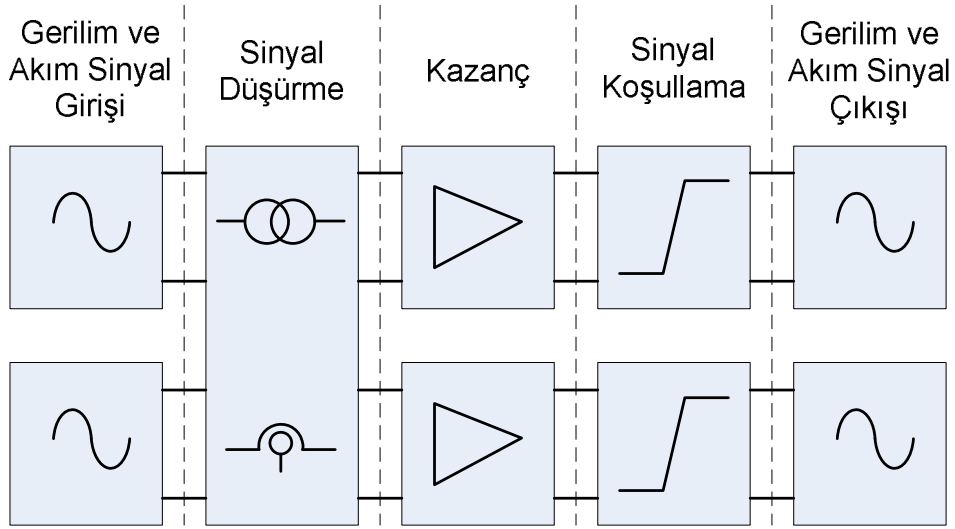 Gerilim ve
Akım Sinyal
Girişi
Sinyal
Düşürme
Kazanç
Sinyal
Koşullama
Gerilim ve
Akım Sinyal
Çıkışı